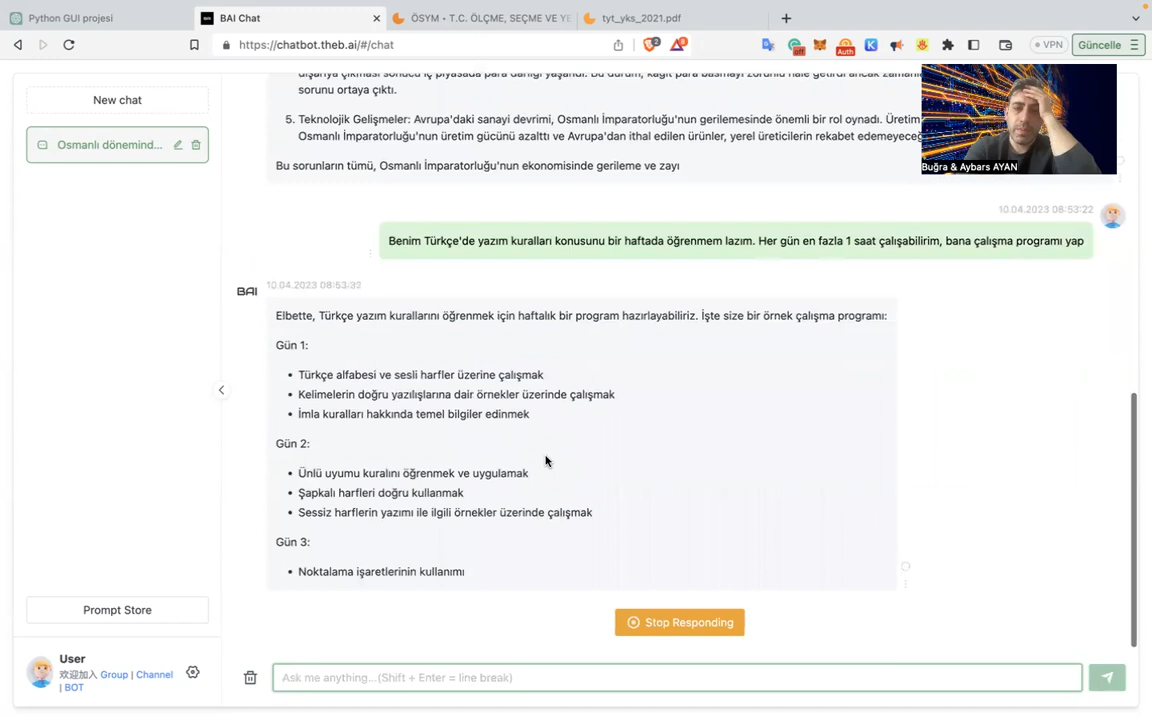 Python GUI projesi
BAI Chat
ÖSYM • T.C. ÖLÇME, SEÇME VE YE
tyt_yks_2021.pdf
https://chatbot.theb.ai/#/chat
2
8
off
Auth
VPN
Güncelle
New chat
Osmanlı dönemind...
sorunu ortaya çıktı.
5. Teknolojik Gelişmeler: Avrupa'daki sanayi devrimi, Osmanlı İmparatorluğu'nun gerilemesinde önemli bir rol oynadı. Üretim
Osmanlı İmparatorluğu'nun üretim gücünü azalttı ve Avrupa'dan ithal edilen ürünler, yerel üreticilerin rekabet edemeyeceğ
Buğra & Aybars AYAN
Bu sorunların tümü, Osmanlı İmparatorluğu'nun ekonomisinde gerileme ve zayı
10.04.2023 08:53:22
Benim Türkçe'de yazım kuralları konusunu bir haftada öğrenmem lazım. Her gün en fazla 1 saat çalışabilirim, bana çalışma programı yap
BAI
10.04.2023 08:53:32
Elbette, Türkçe yazım kurallarını öğrenmek için haftalık bir program hazırlayabiliriz. İşte size bir örnek çalışma programı:
Gün 1:
• Türkçe alfabesi ve sesli harfler üzerine çalışmak
• Kelimelerin doğru yazılışlarına dair örnekler üzerinde çalışmak
• İmla kuralları hakkında temel bilgiler edinmek
Gün 2:
• Ünlü uyumu kuralını öğrenmek ve uygulamak
• Şapkalı harfleri doğru kullanmak
• Sessiz harflerin yazımı ile ilgili örnekler üzerinde çalışmak
Gün 3:
• Noktalama işaretlerinin kullanımı
Stop Responding
Prompt Store
User
欢迎加入 Group | Channel
| BOT
Ask me anything...(Shift + Enter = line break)